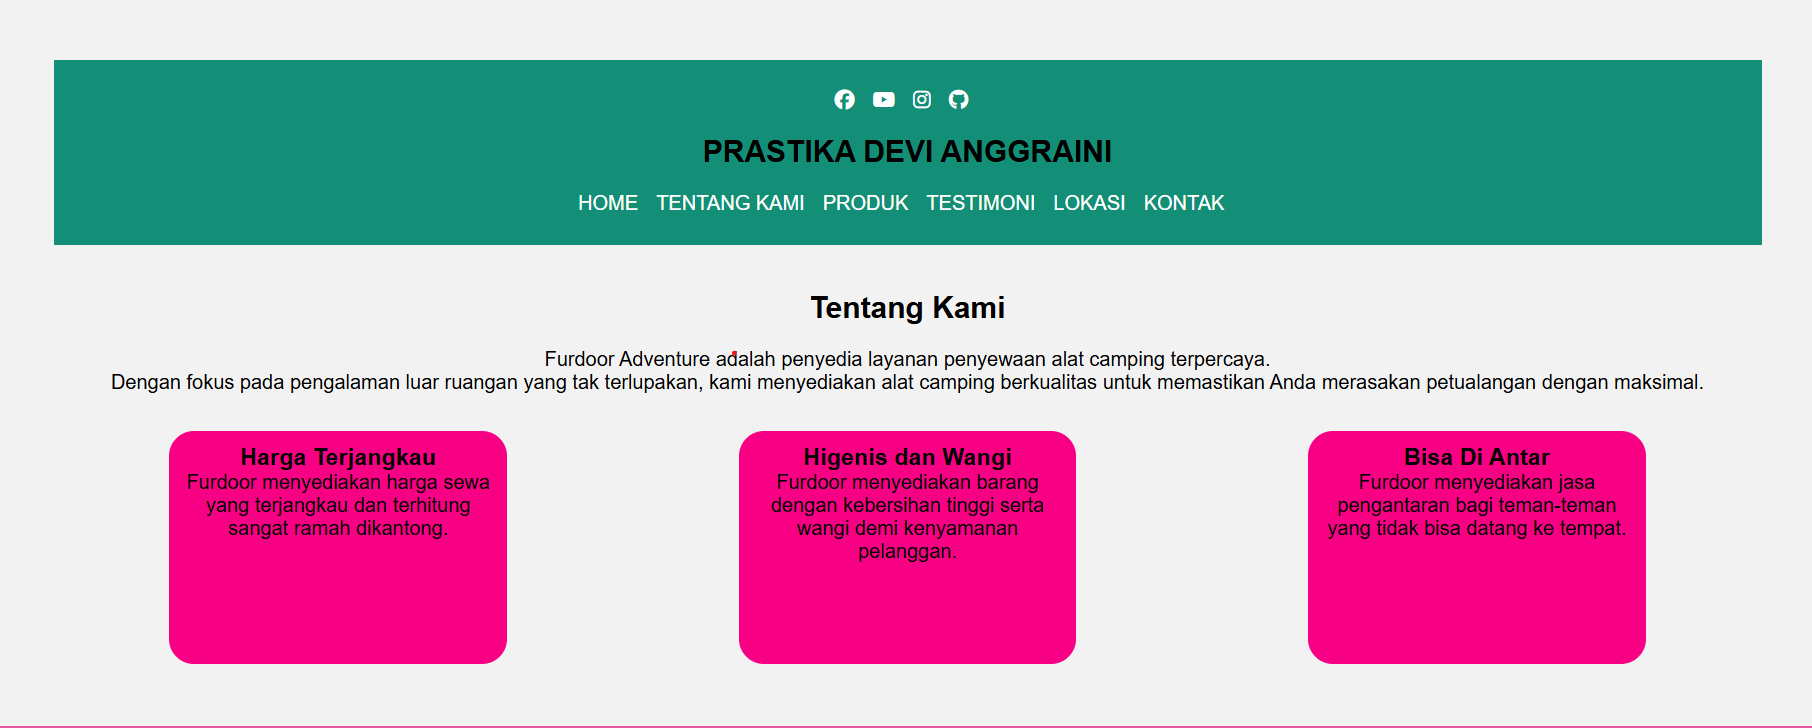 PRASTIKA DEVI ANGGRAINI
HOME TENTANG KAMI PRODUK TESTIMONI LOKASI KONTAK
Tentang Kami
Furdoor Adventure adalah penyedia layanan penyewaan alat camping terpercaya.
Dengan fokus pada pengalaman luar ruangan yang tak terlupakan, kami menyediakan alat camping berkualitas untuk memastikan Anda merasakan petualangan dengan maksimal.
Harga Terjangkau
Furdoor menyediakan harga sewa
yang terjangkau dan terhitung
sangat ramah dikantong.
Higenis dan Wangi
Furdoor menyediakan barang
dengan kebersihan tinggi serta
wangi demi kenyamanan
pelanggan.
Bisa Di Antar
Furdoor menyediakan jasa
pengantaran bagi teman-teman
yang tidak bisa datang ke tempat.